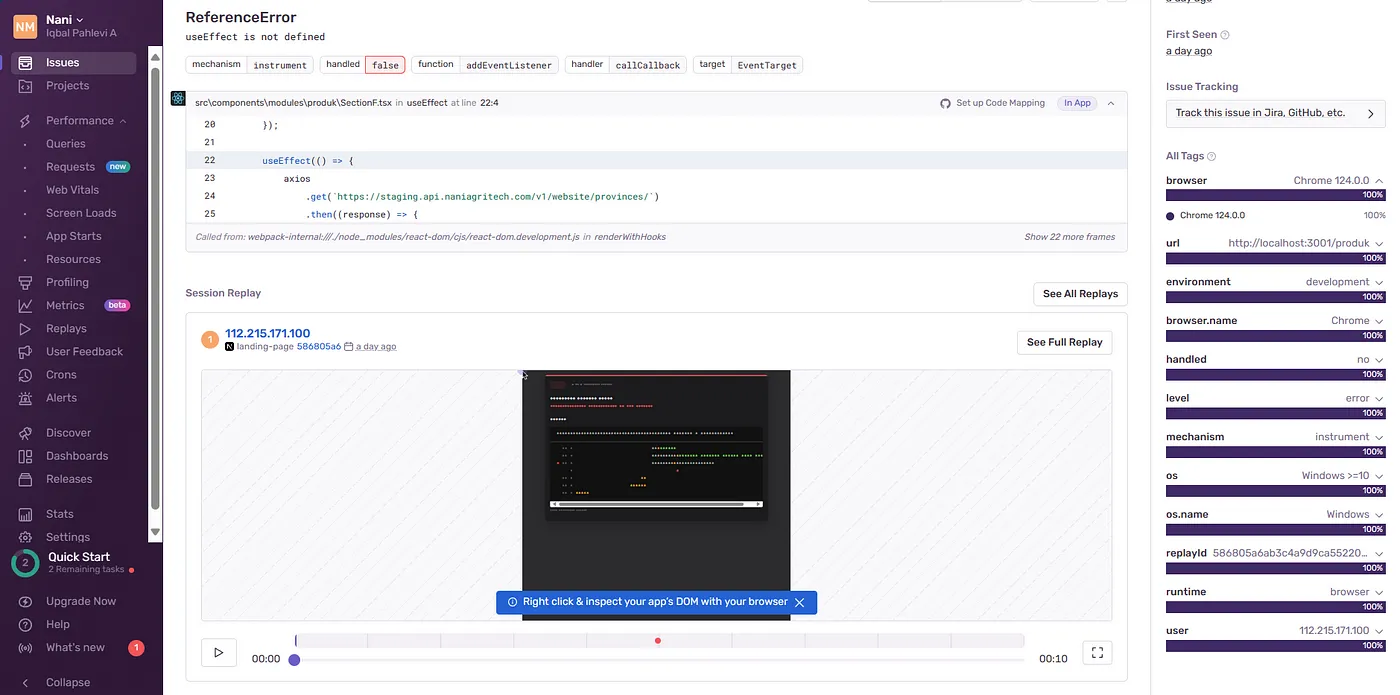 NM
Nani
Iqbal Pahlevi A
Issues
Projects
Performance
Queries
Requests new
Web Vitals
Screen Loads
App Starts
Resources
Profiling
Metrics beta
Replays
User Feedback
Crons
Alerts
Discover
Dashboards
Releases
Stats
Settings
2 Quick Start
2 Remaining tasks
Upgrade Now
Help
What's new 1
Collapse
ReferenceError
useEffect is not defined
mechanism instrument handled false function addEventListener handler callCallback target EventTarget
src\components\modules\produk\SectionF.tsx in useEffect at line 22:4 Set up Code Mapping In App
20 });
21
22 useEffect(() => {
23 axios
24 .get(`https://staging.api.naniagritech.com/v1/website/provinces/`)
25 .then((response) => {
Called from: webpack-internal:///./node_modules/react-dom/cjs/react-dom.development.js in renderWithHooks Show 22 more frames
Session Replay See All Replays
1 112.215.171.100
N landing-page 586805a6 a day ago See Full Replay
Right click & inspect your app's DOM with your browser
00:00 00:10
a day ago
First Seen
a day ago
Issue Tracking
Track this issue in Jira, GitHub, etc.
All Tags
browser Chrome 124.0.0
100%
Chrome 124.0.0 100%
url http://localhost:3001/produk
100%
environment development
100%
browser.name Chrome
100%
handled no
100%
level error
100%
mechanism instrument
100%
os Windows >=10
100%
os.name Windows
100%
replayId 586805a6ab3c4a9d9ca55220...
100%
runtime browser
100%
user 112.215.171.100
100%